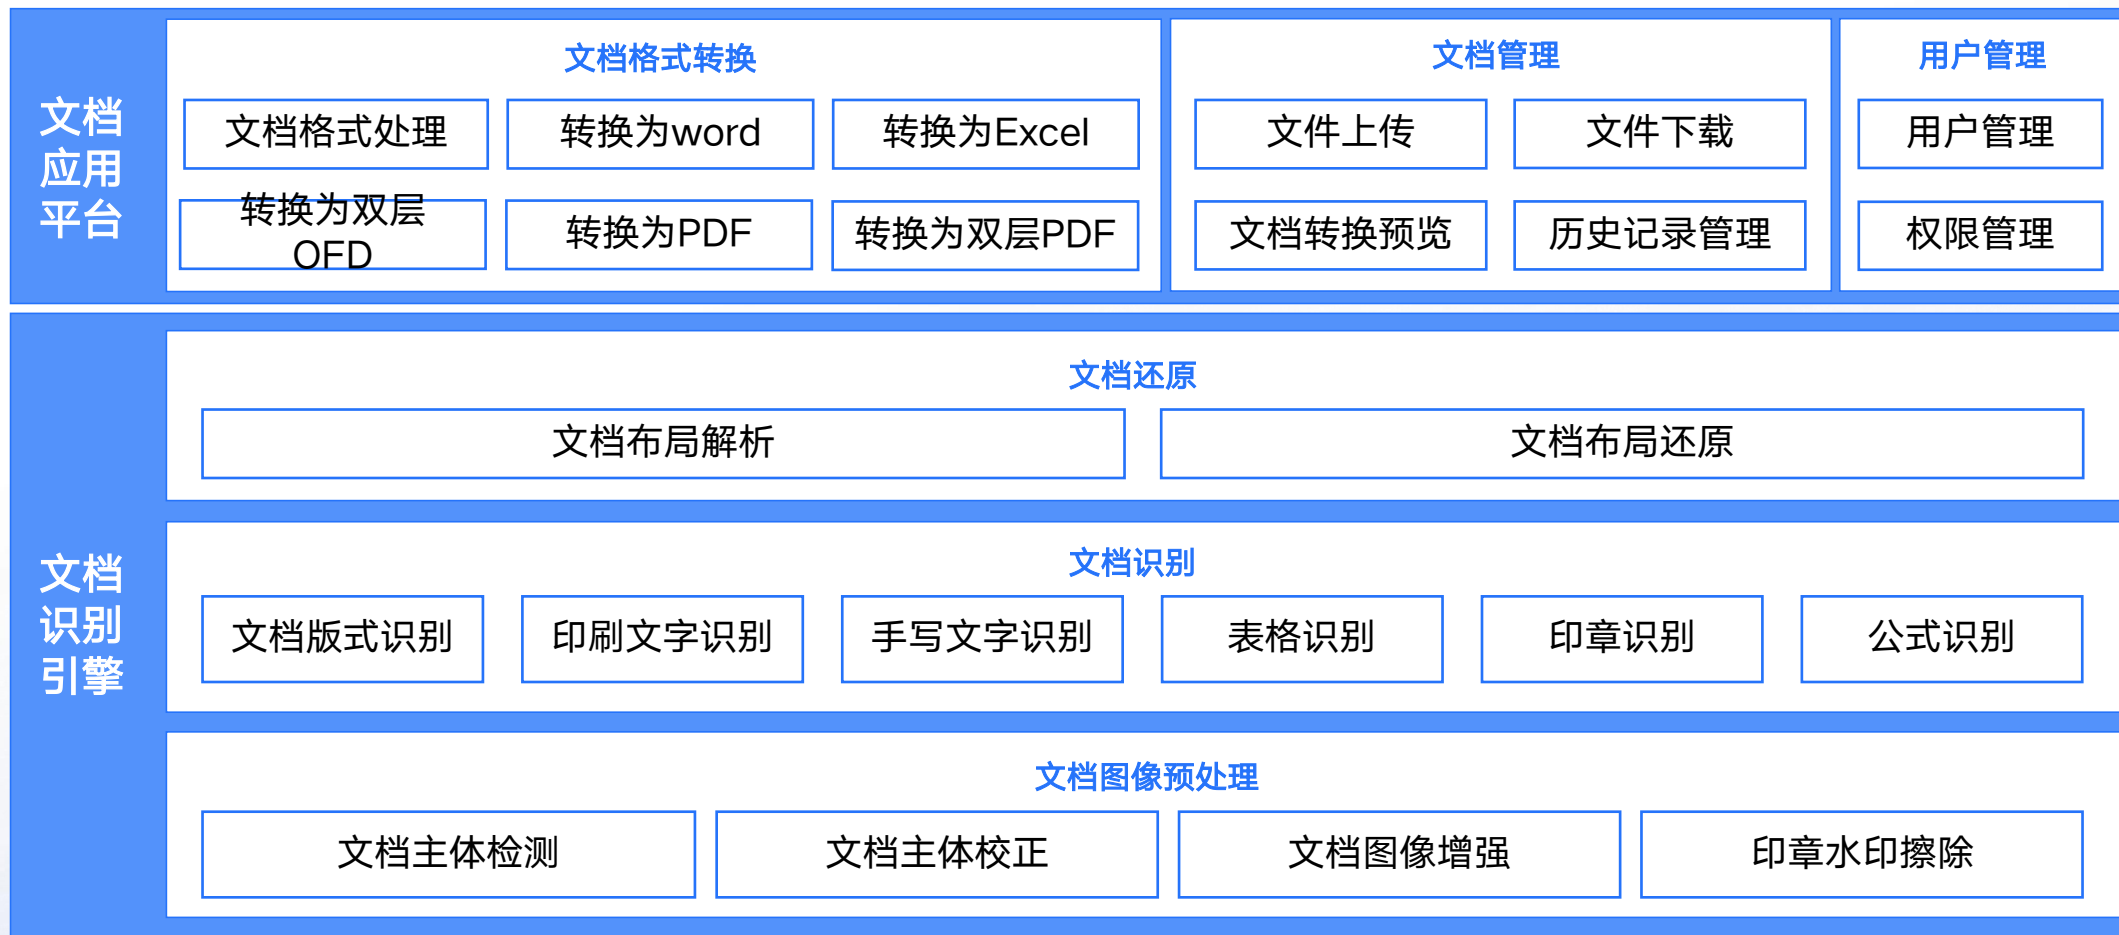 文档
应用
平台
文档格式转换
文档格式处理
转换为word
转换为Excel
转换为双层
OFD
转换为PDF
转换为双层PDF
文档管理
文件上传
文件下载
文档转换预览
历史记录管理
用户管理
用户管理
权限管理
文档
识别
引擎
文档还原
文档布局解析
文档布局还原
文档识别
文档版式识别
印刷文字识别
手写文字识别
表格识别
印章识别
公式识别
文档图像预处理
文档主体检测
文档主体校正
文档图像增强
印章水印擦除